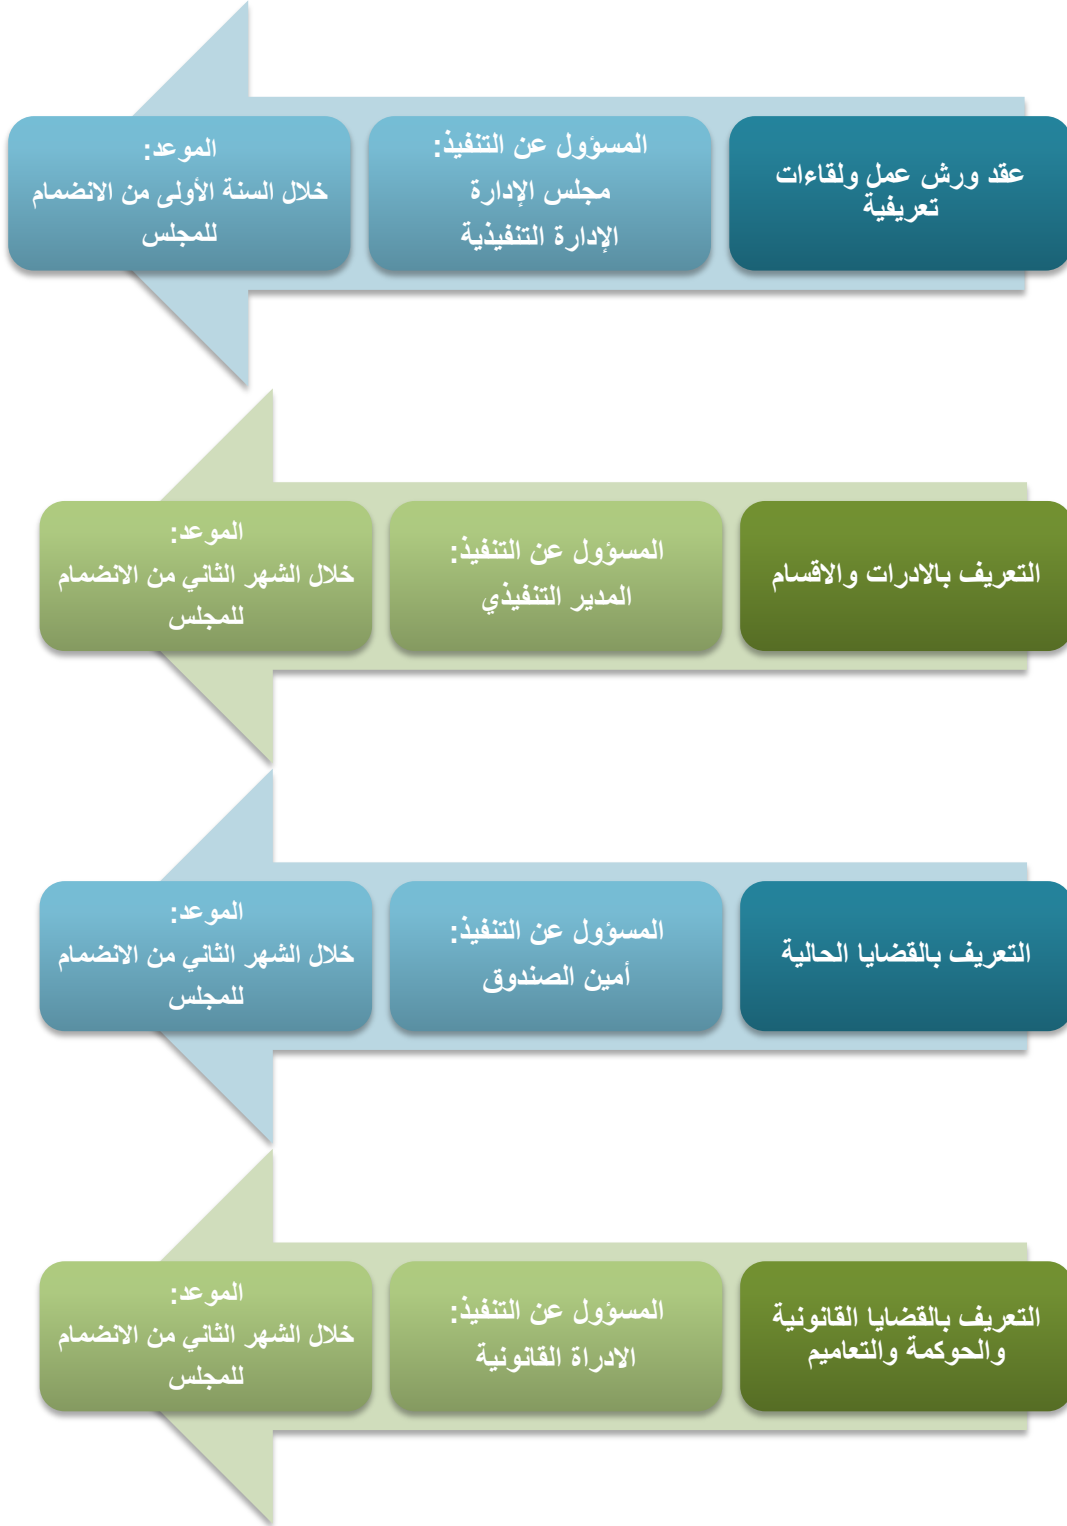 عقد ورش عمل ولقاءات
تعريفية
المسؤول عن التنفيذ:
مجلس الإدارة
الإدارة التنفيذية
الموعد:
خلال السنة الأولى من الانضمام
للمجلس
التعريف بالادرات والاقسام
المسؤول عن التنفيذ:
المدير التنفيذي
الموعد:
خلال الشهر الثاني من الانضمام
للمجلس
التعريف بالقضايا الحالية
المسؤول عن التنفيذ:
أمين الصندوق
الموعد:
خلال الشهر الثاني من الانضمام
للمجلس
التعريف بالقضايا القانونية
والحوكمة والتعاميم
المسؤول عن التنفيذ:
الادراة القانونية
الموعد:
خلال الشهر الثاني من الانضمام
للمجلس